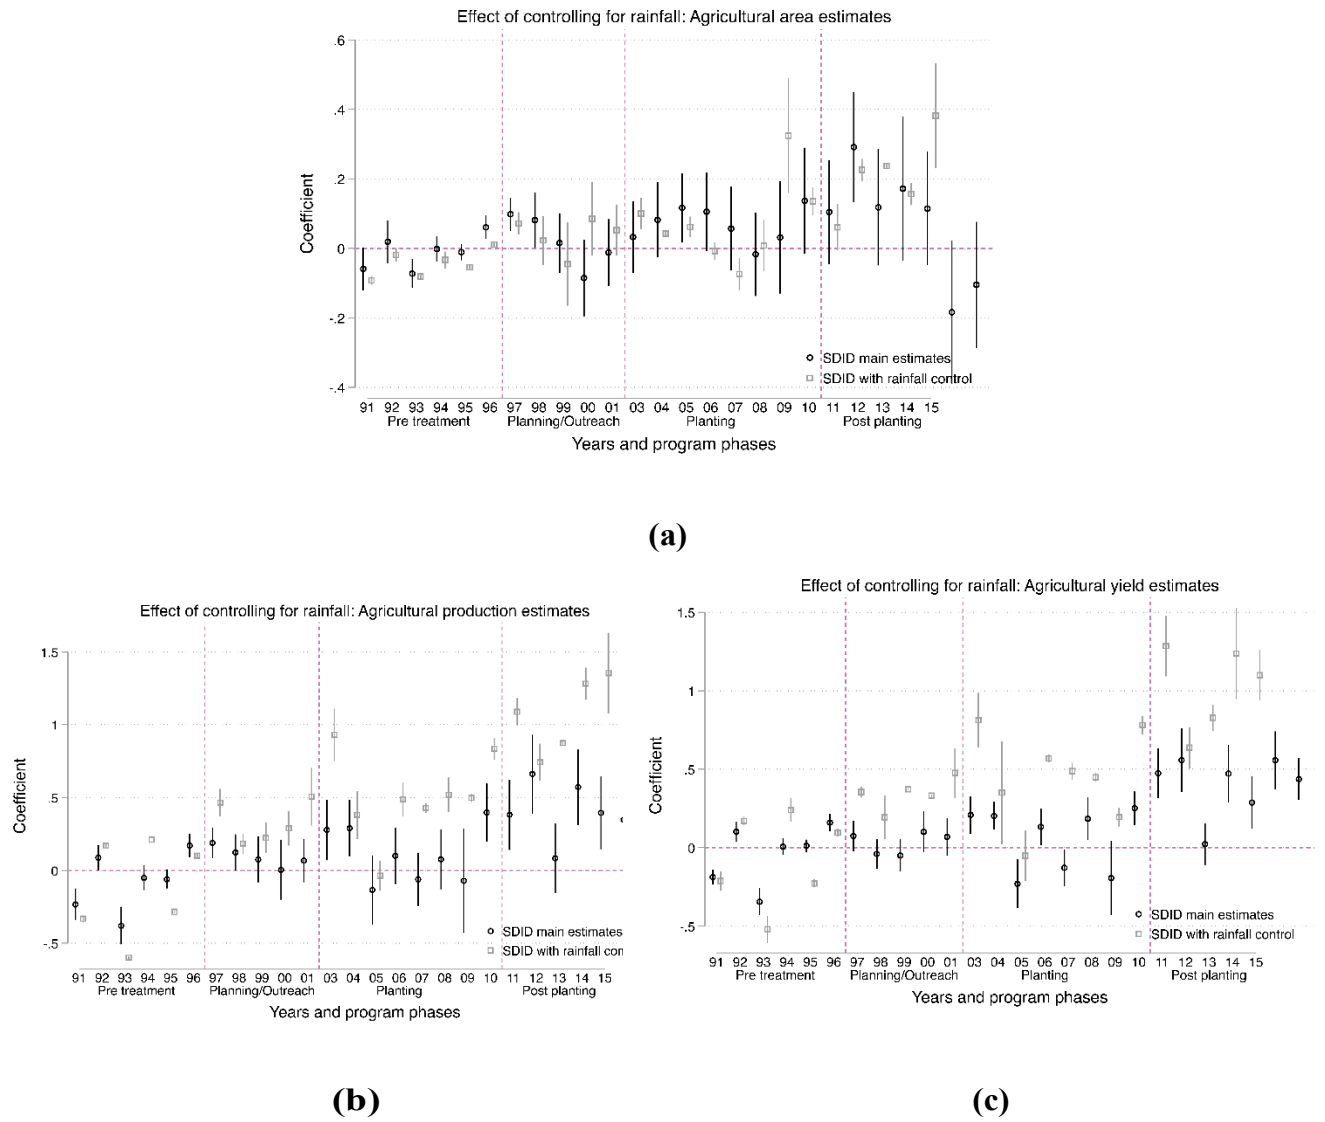 Effect of controlling for rainfall: Agricultural area estimates
.6
.4
.2
0
-.2
-.4
Coefficient
SDID main estimates
SDID with rainfall control
91 92 93 94 95 96 97 98 99 00 01 03 04 05 06 07 08 09 10 11 12 13 14 15
Pre treatment Planning/Outreach Planting Post planting
Years and program phases
(a)
Effect of controlling for rainfall: Agricultural production estimates
1.5
1
.5
0
-.5
Coefficient
SDID main estimates
SDID with rainfall con
91 92 93 94 95 96 97 98 99 00 01 03 04 05 06 07 08 09 10 11 12 13 14 15
Pre treatment Planning/Outreach Planting Post planting
Years and program phases
(b)
Effect of controlling for rainfall: Agricultural yield estimates
1.5
1
.5
0
-.5
Coefficient
SDID main estimates
SDID with rainfall control
91 92 93 94 95 96 97 98 99 00 01 03 04 05 06 07 08 09 10 11 12 13 14 15
Pre treatment Planning/Outreach Planting Post planting
Years and program phases
(c)